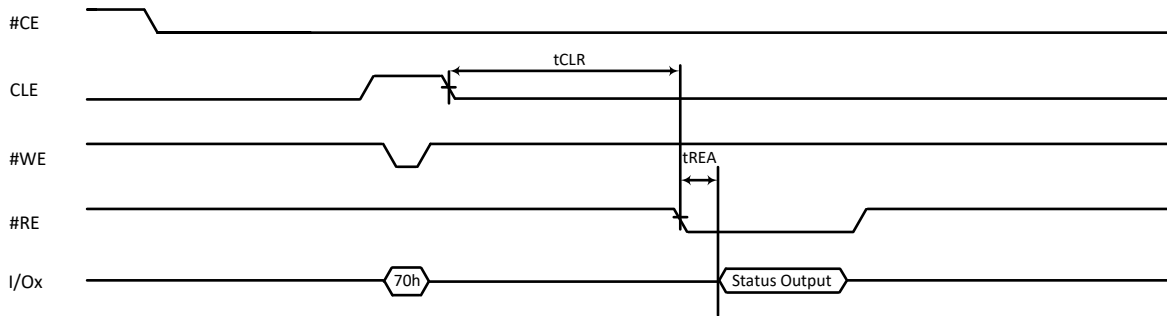 #CE
tCLR
CLE
#WE
tREA
#RE
I/Ox
70h
Status Output